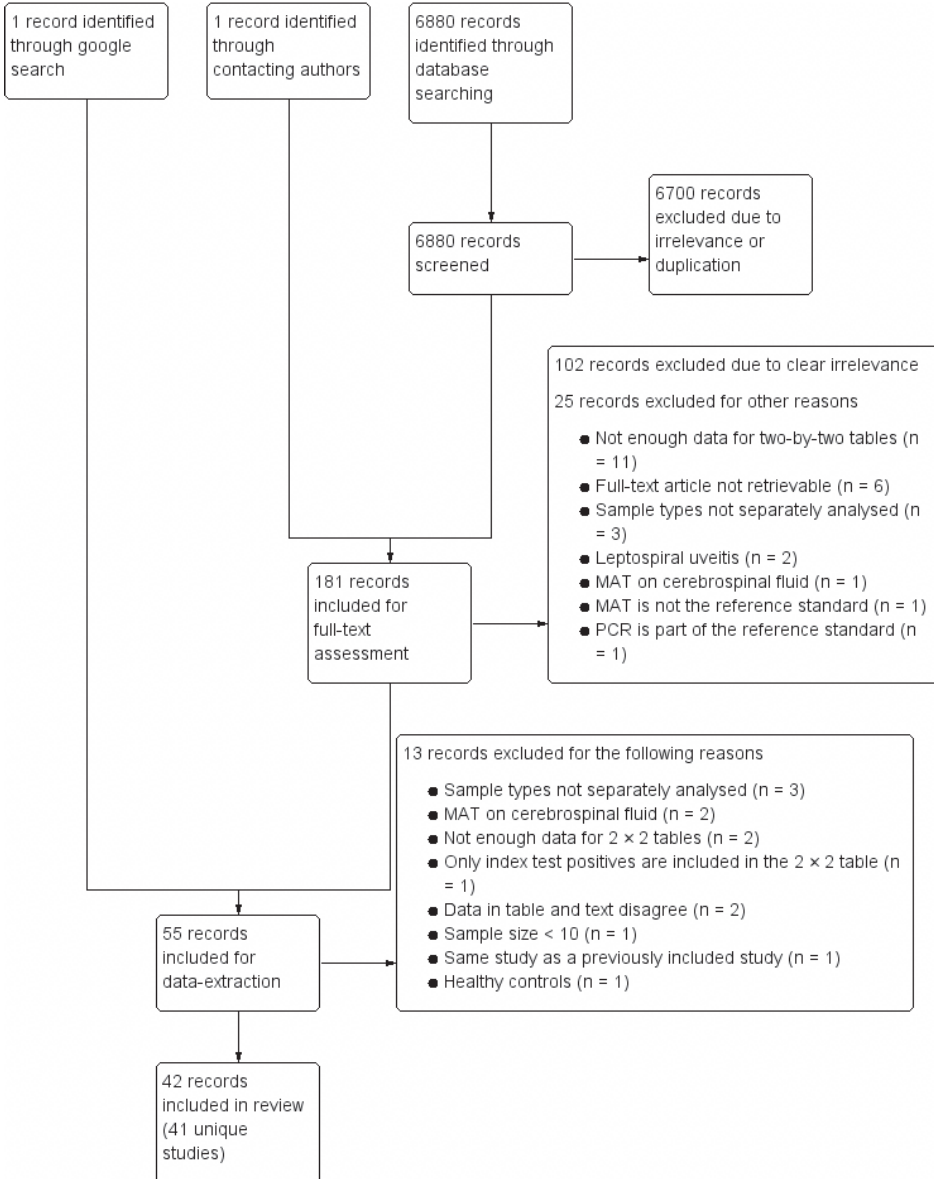 1 record identified
through google
search
1 record identified
through
contacting authors
6880 records
identified through
database
searching
6880 records
screened
6700 records
excluded due to
irrelevance or
duplication
181 records
included for
full-text
assessment
102 records excluded due to clear irrelevance
25 records excluded for other reasons
● Not enough data for two-by-two tables (n
= 11)
● Full-text article not retrievable (n = 6)
● Sample types not separately analysed (n
= 3)
● Leptospiral uveitis (n = 2)
● MAT on cerebrospinal fluid (n = 1)
● MAT is not the reference standard (n = 1)
● PCR is part of the reference standard (n
= 1)
55 records
included for
data-extraction
13 records excluded for the following reasons
● Sample types not separately analysed (n = 3)
● MAT on cerebrospinal fluid (n = 2)
● Not enough data for 2 × 2 tables (n = 2)
● Only index test positives are included in the 2 × 2 table (n
= 1)
● Data in table and text disagree (n = 2)
● Sample size < 10 (n = 1)
● Same study as a previously included study (n = 1)
● Healthy controls (n = 1)
42 records
included in review
(41 unique
studies)